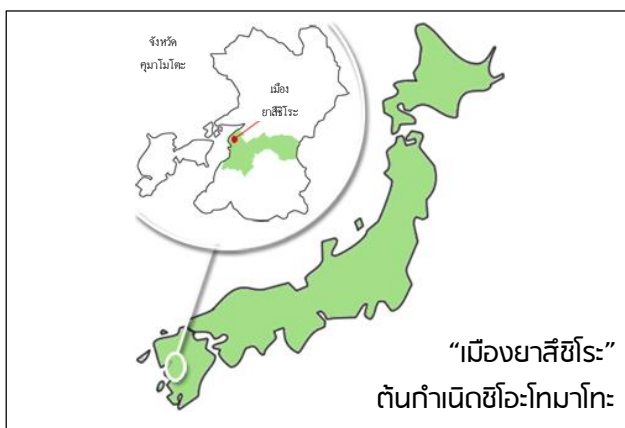 จังหวัด
คุมาโมโตะ
เมือง
ยาสึชิโระ
“เมืองยาสึชิโระ”
ต้นกำเนิดชิโอะโทมาโทะ